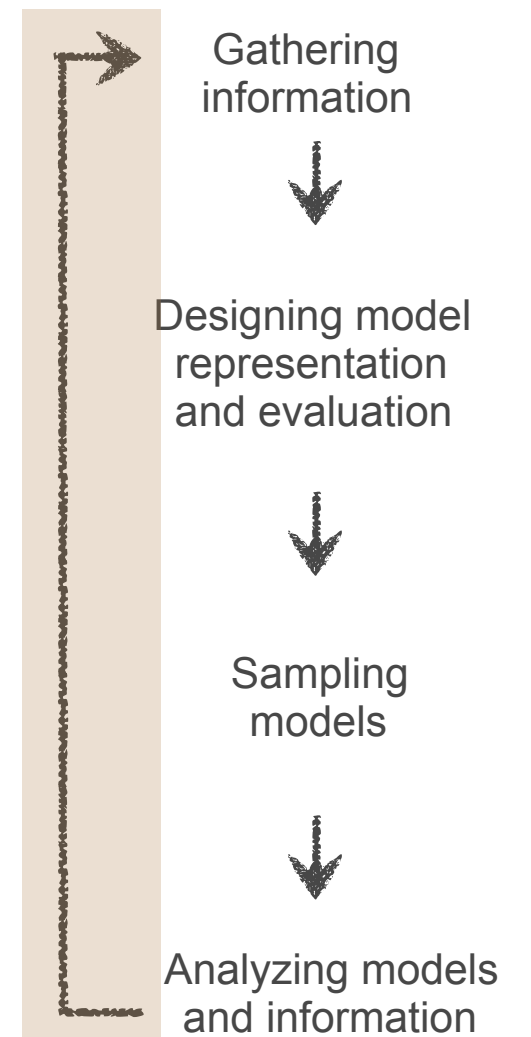 Gathering
information
Designing model
representation
and evaluation
Sampling
models
Analyzing models
and information